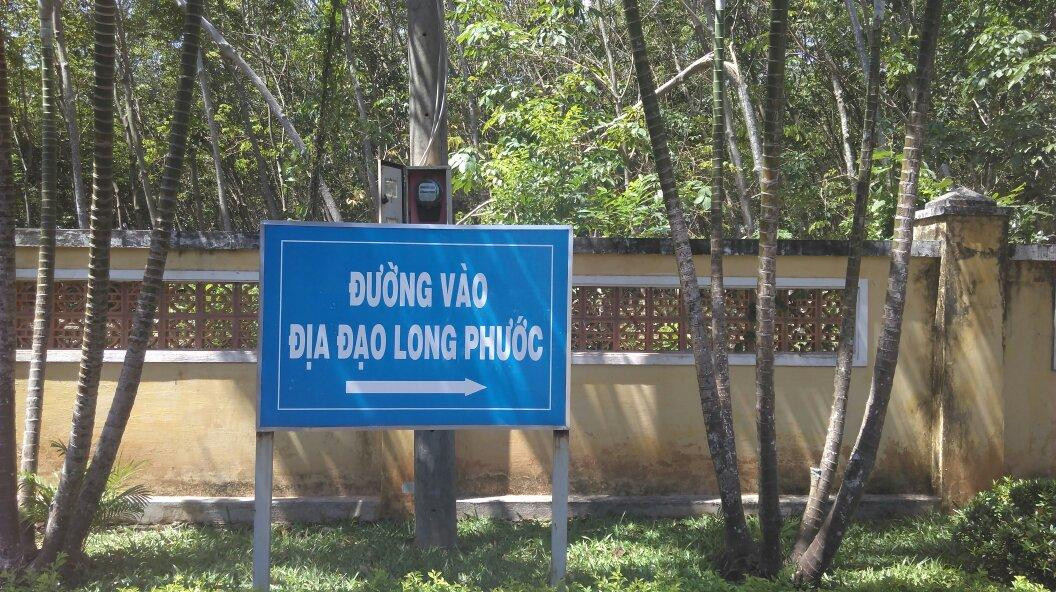 ĐƯỜNG VÀO
ĐỊA ĐẠO LONG PHƯỚC